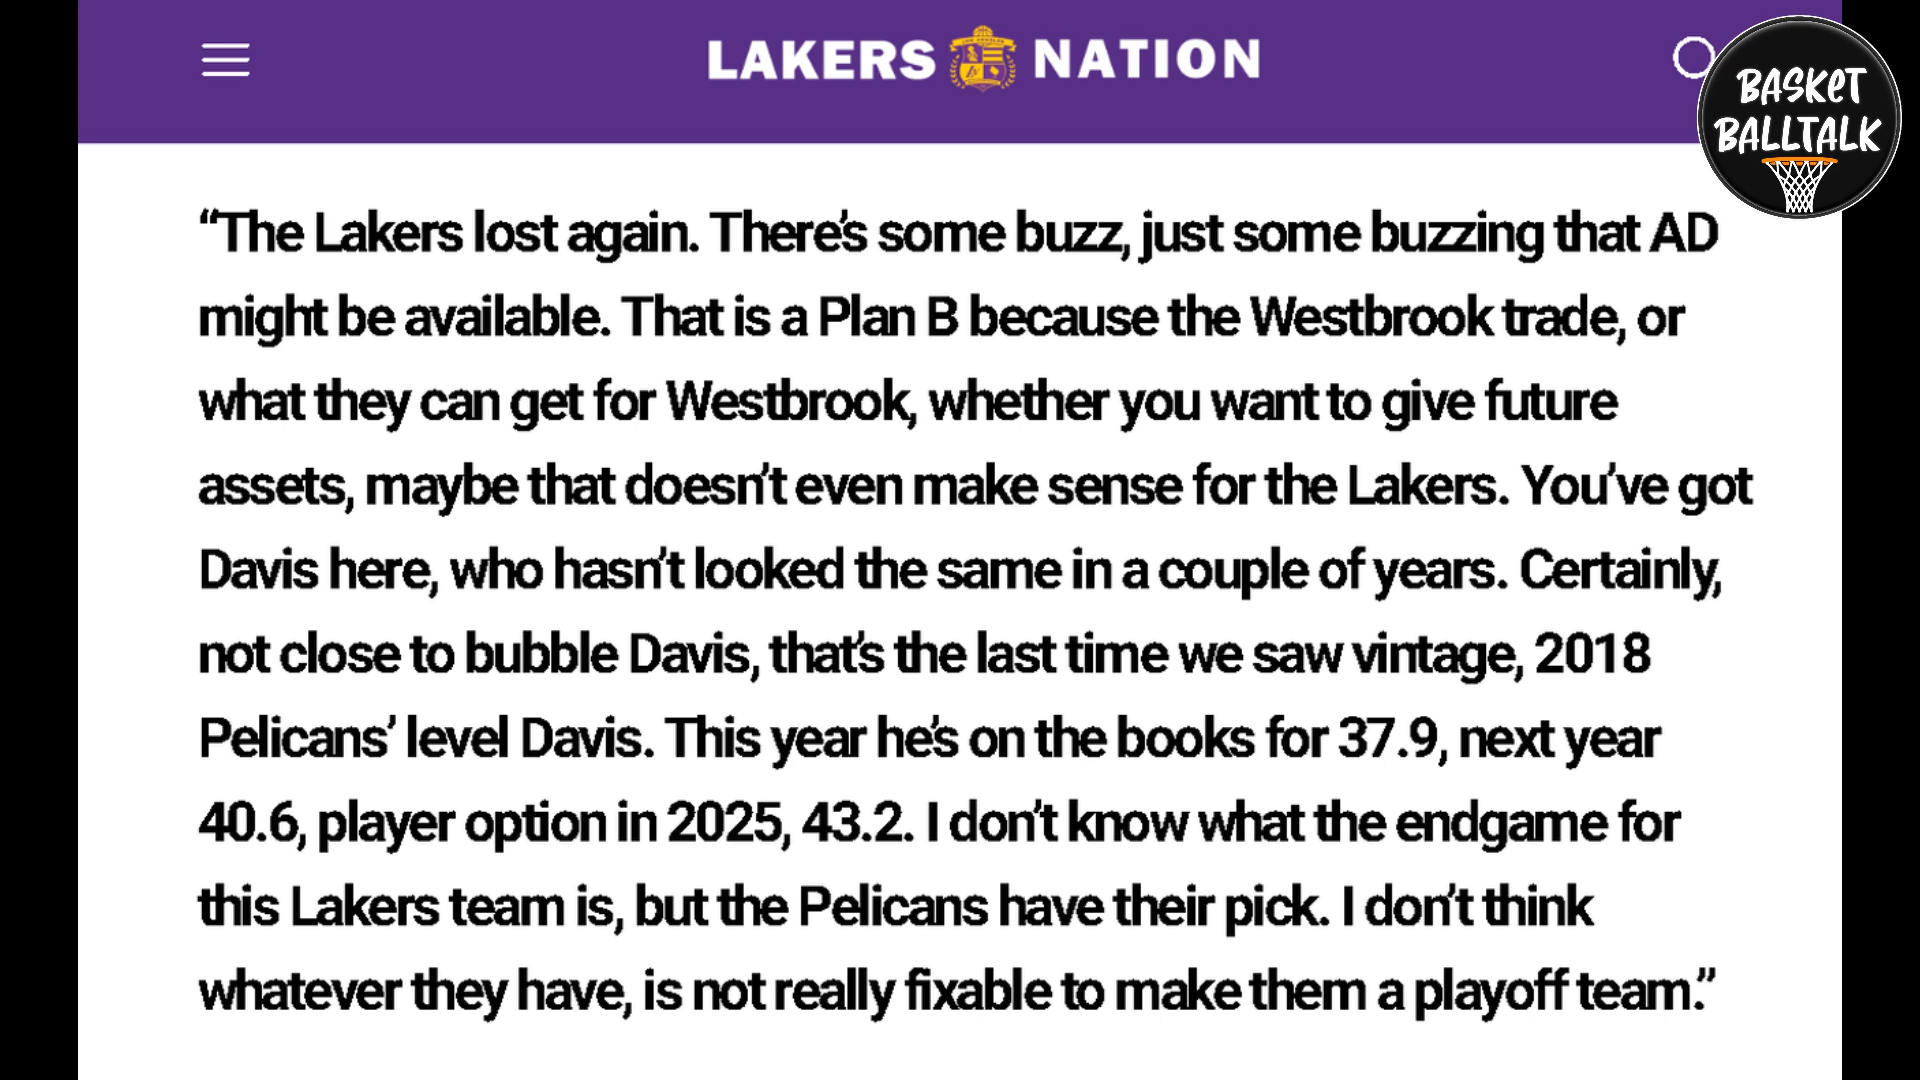 LAKERS NATION
BASKET
BALLTALK
“The Lakers lost again. There’s some buzz, just some buzzing that AD
might be available. That is a Plan B because the Westbrook trade, or
what they can get for Westbrook, whether you want to give future
assets, maybe that doesn’t even make sense for the Lakers. You’ve got
Davis here, who hasn’t looked the same in a couple of years. Certainly,
not close to bubble Davis, that’s the last time we saw vintage, 2018
Pelicans’ level Davis. This year he’s on the books for 37.9, next year
40.6, player option in 2025, 43.2. I don’t know what the endgame for
this Lakers team is, but the Pelicans have their pick. I don’t think
whatever they have, is not really fixable to make them a playoff team.”